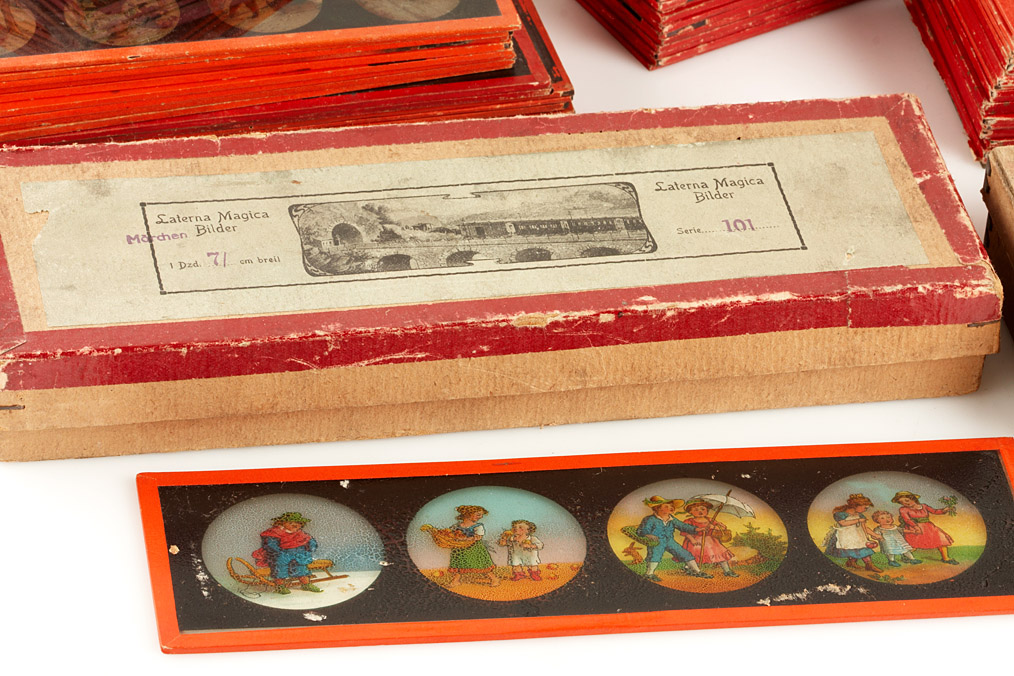 Laterna Magica
Märchen Bilder
1 Dzd. 7/ cm breit
Laterna Magica
Bilder
Serie.... 101.......